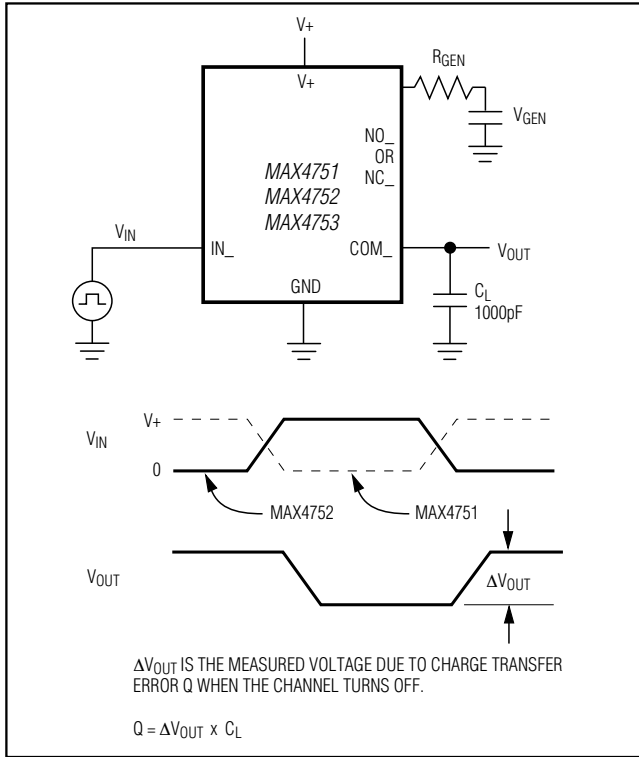 V+
V+
RGEN
VGEN
NO_
OR
NC_
MAX4751
MAX4752
MAX4753
VIN
IN_
COM_
VOUT
GND
CL
1000pF
V+
VIN
0
MAX4752
MAX4751
VOUT
ΔVOUT
ΔVOUT IS THE MEASURED VOLTAGE DUE TO CHARGE TRANSFER
ERROR Q WHEN THE CHANNEL TURNS OFF.
Q = ΔVOUT x CL